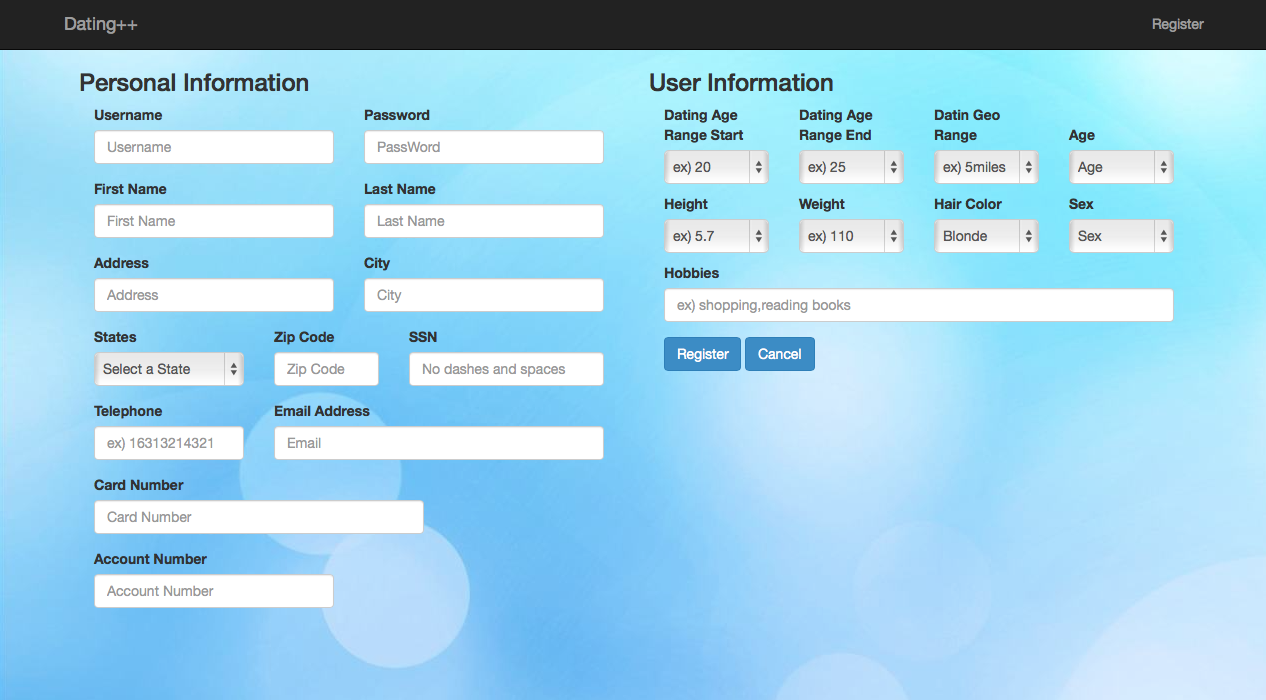 Dating++
Register
Personal Information
Username
Password
Username
PassWord
First Name
Last Name
First Name
Last Name
Address
City
Address
City
States
Zip Code
SSN
Select a State
Zip Code
No dashes and spaces
Telephone
Email Address
ex) 16313214321
Email
Card Number
Card Number
Account Number
Account Number
User Information
Dating Age
Range Start
Dating Age
Range End
Datin Geo
Range
Age
ex) 20
ex) 25
ex) 5miles
Age
Height
Weight
Hair Color
Sex
ex) 5.7
ex) 110
Blonde
Sex
Hobbies
ex) shopping,reading books
Register
Cancel